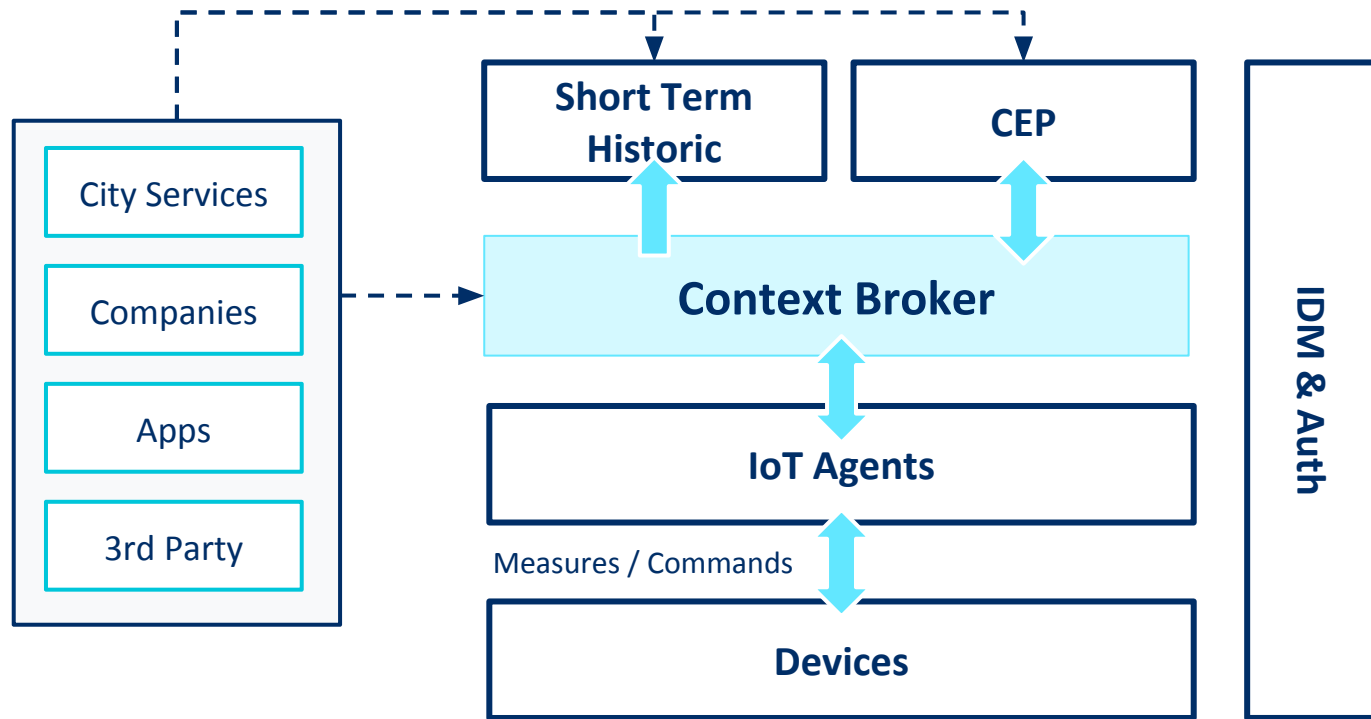 Short Term
Historic
CEP
City Services
Companies
Apps
3rd Party
Context Broker
IoT Agents
Measures / Commands
Devices
IDM & Auth